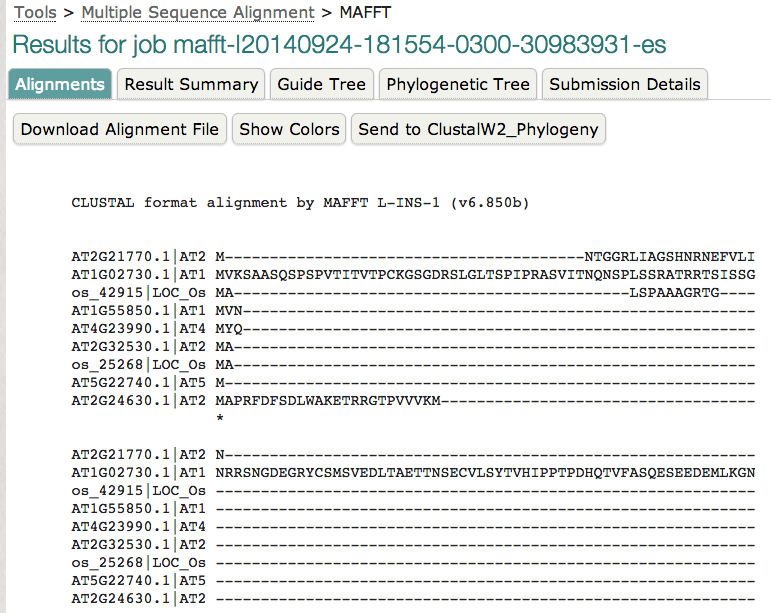 Tools > Multiple Sequence Alignment > MAFFT
Results for job mafft-I20140924-181554-0300-30983931-es
Alignments Result Summary Guide Tree Phylogenetic Tree Submission Details
Download Alignment File Show Colors Send to ClustalW2_Phylogeny
CLUSTAL format alignment by MAFFT L-INS-1 (v6.850b)
AT2G21770.1|AT2 M----------------------------------------NTGGRLIAGSHNRNEFVLI
AT1G02730.1|AT1 MVKSAASQSPSPVTITVTPCKGSGDRSLGLTSPIPRASVITNQNSPLSSRATRRTSISSG
os_42915|LOC_Os MA--------------------------------------------LSPAAAGRTG----
AT1G55850.1|AT1 MVN---------------------------------------------------------
AT4G23990.1|AT4 MYQ---------------------------------------------------------
AT2G32530.1|AT2 MA----------------------------------------------------------
os_25268|LOC_Os MA----------------------------------------------------------
AT5G22740.1|AT5 M-----------------------------------------------------------
AT2G24630.1|AT2 MAPRFDFSDLWAKETRRGTPVVVKM-----------------------------------
*
AT2G21770.1|AT2 N-----------------------------------------------------------
AT1G02730.1|AT1 NRRSNGDEGRYCSMSVEDLTAETTNSECVLSYTVHIPPTPDHQTVFASQESEEDEMLKGN
os_42915|LOC_Os ------------------------------------------------------------
AT1G55850.1|AT1 ------------------------------------------------------------
AT4G23990.1|AT4 ------------------------------------------------------------
AT2G32530.1|AT2 ------------------------------------------------------------
os_25268|LOC_Os ------------------------------------------------------------
AT5G22740.1|AT5 ------------------------------------------------------------
AT2G24630.1|AT2 ------------------------------------------------------------